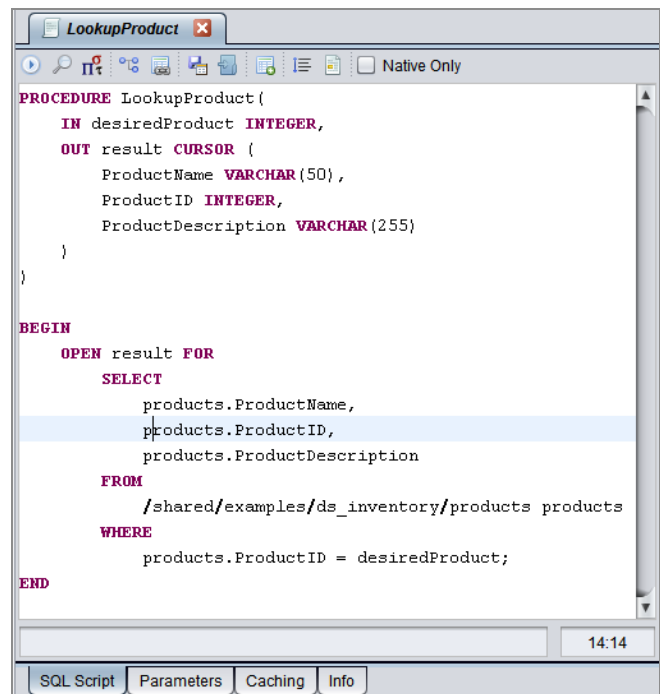 LookupProduct
Native Only
PROCEDURE LookupProduct(
    IN desiredProduct INTEGER,
    OUT result CURSOR (
        ProductName VARCHAR(50),
        ProductID INTEGER,
        ProductDescription VARCHAR(255)
    )
)
BEGIN
    OPEN result FOR
        SELECT
            products.ProductName,
            products.ProductID,
            products.ProductDescription
        FROM
            /shared/examples/ds_inventory/products products
        WHERE
            products.ProductID = desiredProduct;
END
14:14
SQL Script Parameters Caching Info